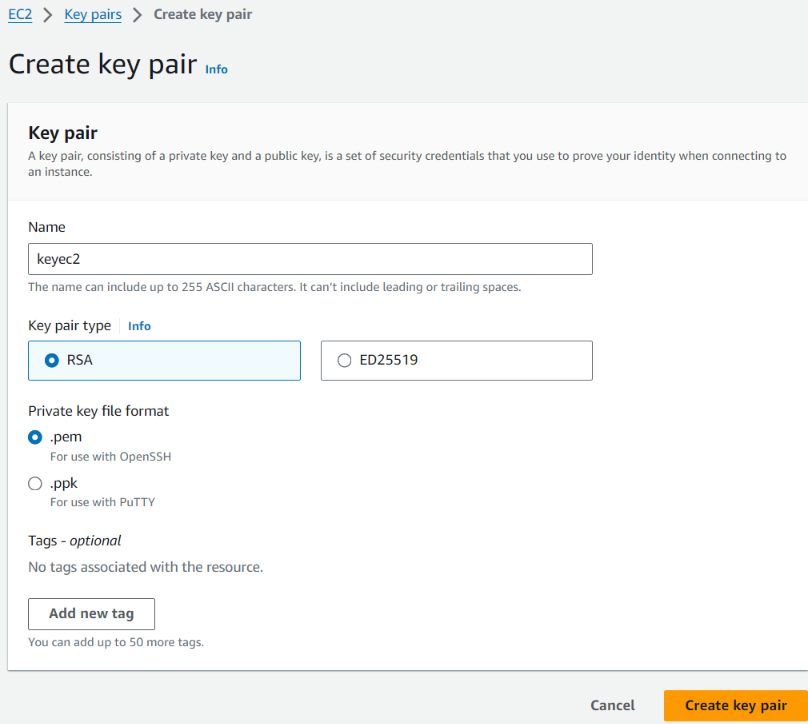 EC2 > Key pairs > Create key pair
Create key pair Info
Key pair
A key pair, consisting of a private key and a public key, is a set of security credentials that you use to prove your identity when connecting to
an instance.
Name
keyec2
The name can include up to 255 ASCII characters. It can't include leading or trailing spaces.
Key pair type Info
RSA ED25519
Private key file format
.pem
For use with OpenSSH
.ppk
For use with PuTTY
Tags - optional
No tags associated with the resource.
Add new tag
You can add up to 50 more tags.
Cancel Create key pair